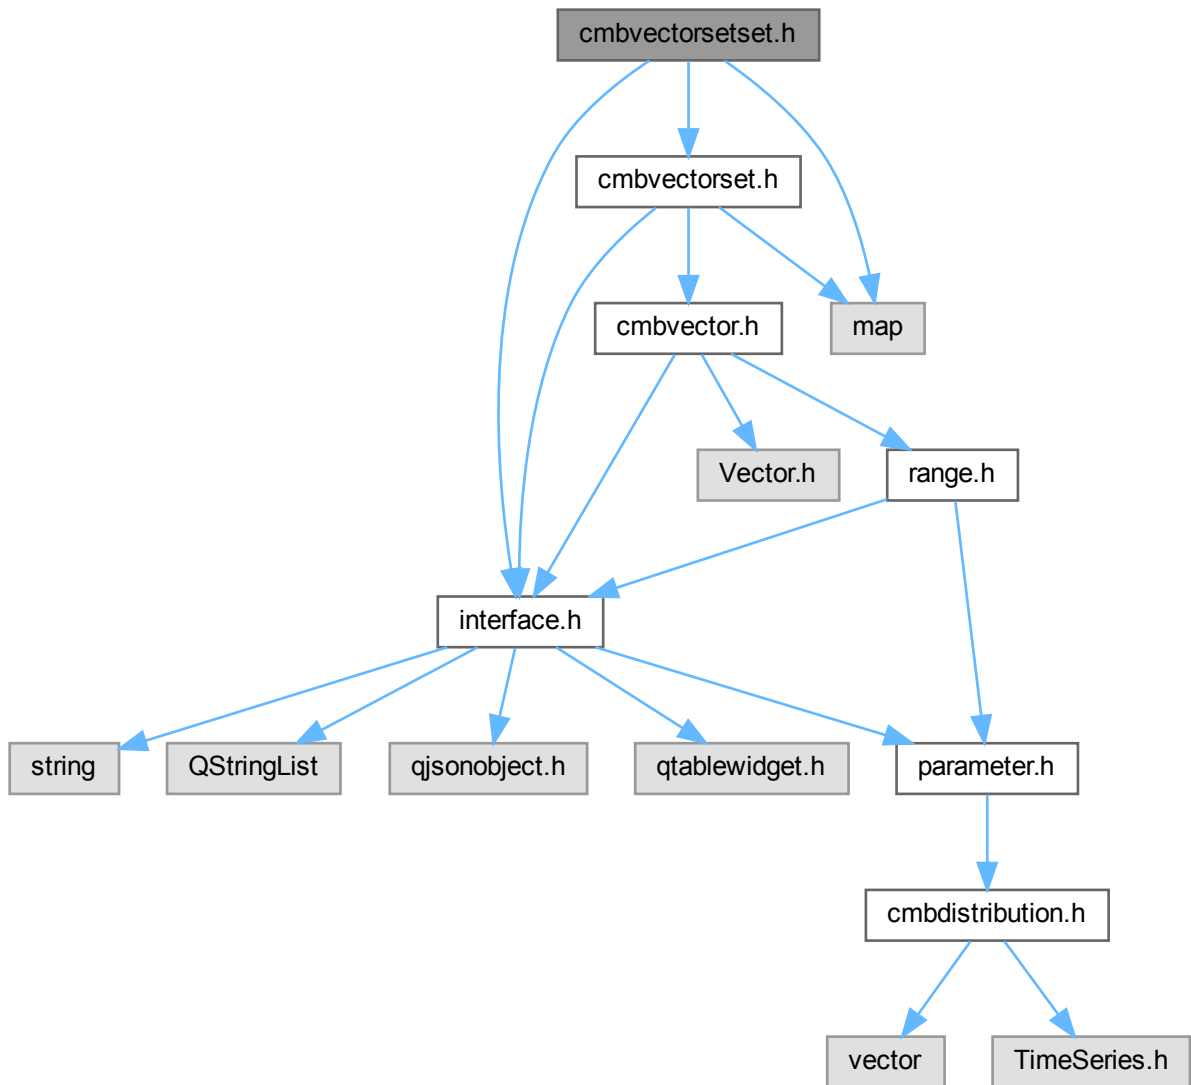 cmbvectorsetset.h
cmbvectorset.h
cmbvector.h
map
Vector.h
range.h
interface.h
string
QStringList
qjsonobject.h
qtablewidget.h
parameter.h
cmbdistribution.h
vector
TimeSeries.h